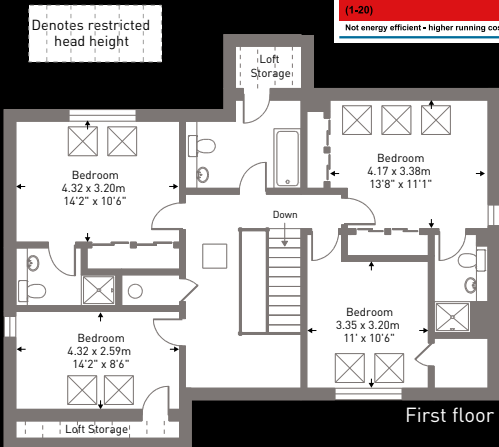 Denotes restricted
head height
(1-20)
Not energy efficient - higher running cos
Loft
Storage
Bedroom
4.32 x 3.20m
14'2" x 10'6"
Bedroom
4.17 x 3.38m
13'8" x 11'1"
Down
Bedroom
4.32 x 2.59m
14'2" x 8'6"
Bedroom
3.35 x 3.20m
11' x 10'6"
Loft Storage
First floor